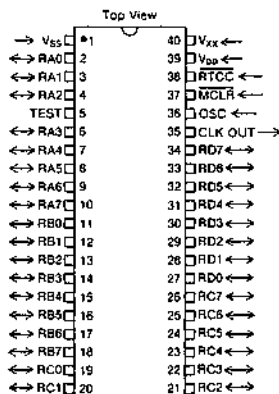 Top View
Vss 1 40 Vxx
RA0 2 39 VDD
RA1 3 38 RTCC
RA2 4 37 MCLR
TEST 5 36 OSC
RA3 6 35 CLK OUT
RA4 7 34 RD7
RA5 8 33 RD6
RA6 9 32 RD5
RA7 10 31 RD4
RB0 11 30 RD3
RB1 12 29 RD2
RB2 13 28 RD1
RB3 14 27 RD0
RB4 15 26 RC7
RB5 16 25 RC6
RB6 17 24 RC5
RB7 18 23 RC4
RC0 19 22 RC3
RC1 20 21 RC2